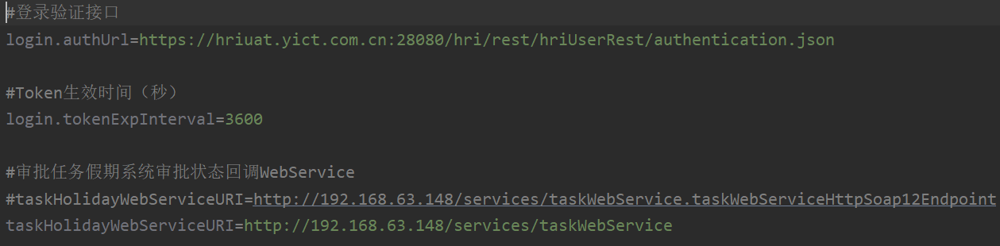 #登录验证接口
login.authUrl=https://hriuat.yict.com.cn:28080/hri/rest/hriUserRest/authentication.json
#Token生效时间（秒）
login.tokenExpInterval=3600
#审批任务假期系统审批状态回调WebService
#taskHolidayWebServiceURI=http://192.168.63.148/services/taskWebService.taskWebServiceHttpSoap12Endpoint
taskHolidayWebServiceURI=http://192.168.63.148/services/taskWebService